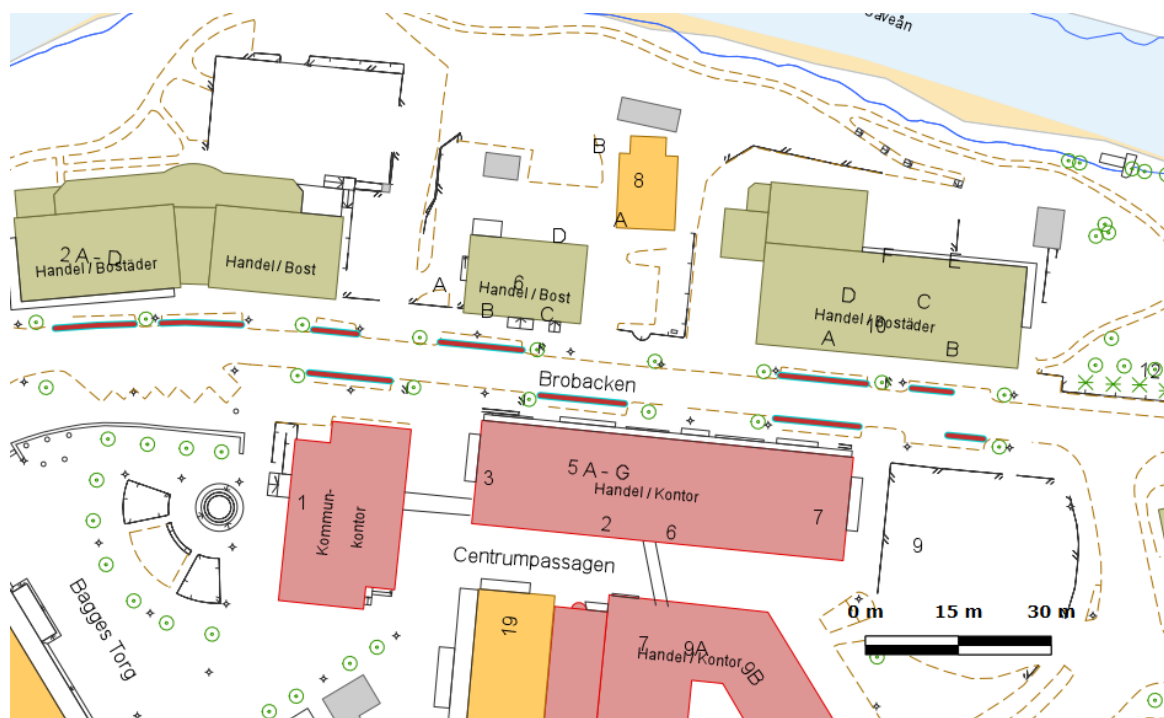 Säveån
B
8
A
D
2 A - D
Handel / Bostäder
Handel / Bost
6
Handel / Bost
A
B
C
F
E
D
C
Handel / Bostäder
10
A
B
12
Brobacken
5 A - G
Handel / Kontor
3
7
2
6
1
Kommun-
kontor
9
Centrumpassagen
0 m 15 m 30 m
Bagges Torg
19
7
9A
9B
Handel / Kontor